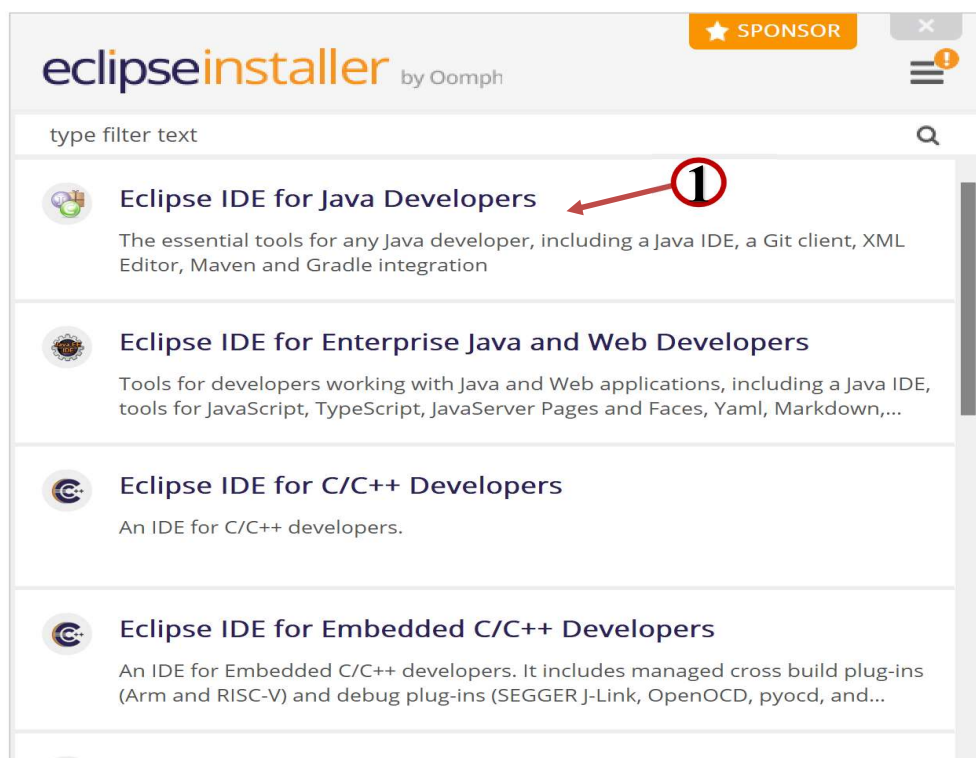 SPONSOR
eclipseinstaller by Oomph
type filter text
1
Eclipse IDE for Java Developers
The essential tools for any Java developer, including a Java IDE, a Git client, XML
Editor, Maven and Gradle integration
Eclipse IDE for Enterprise Java and Web Developers
Tools for developers working with Java and Web applications, including a Java IDE,
tools for JavaScript, TypeScript, JavaServer Pages and Faces, Yaml, Markdown,...
Eclipse IDE for C/C++ Developers
An IDE for C/C++ developers.
Eclipse IDE for Embedded C/C++ Developers
An IDE for Embedded C/C++ developers. It includes managed cross build plug-ins
(Arm and RISC-V) and debug plug-ins (SEGGER J-Link, OpenOCD, pyocd, and...